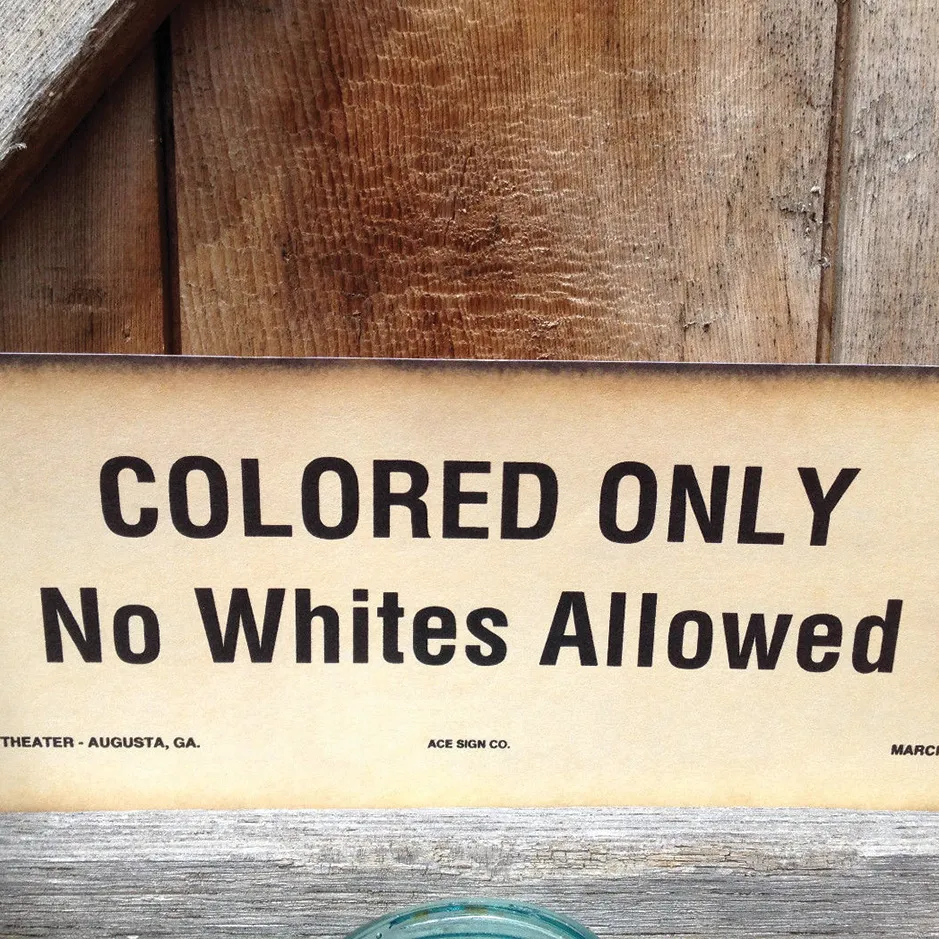 COLORED ONLY
No Whites Allowed
THEATER - AUGUSTA, GA. ACE SIGN CO.